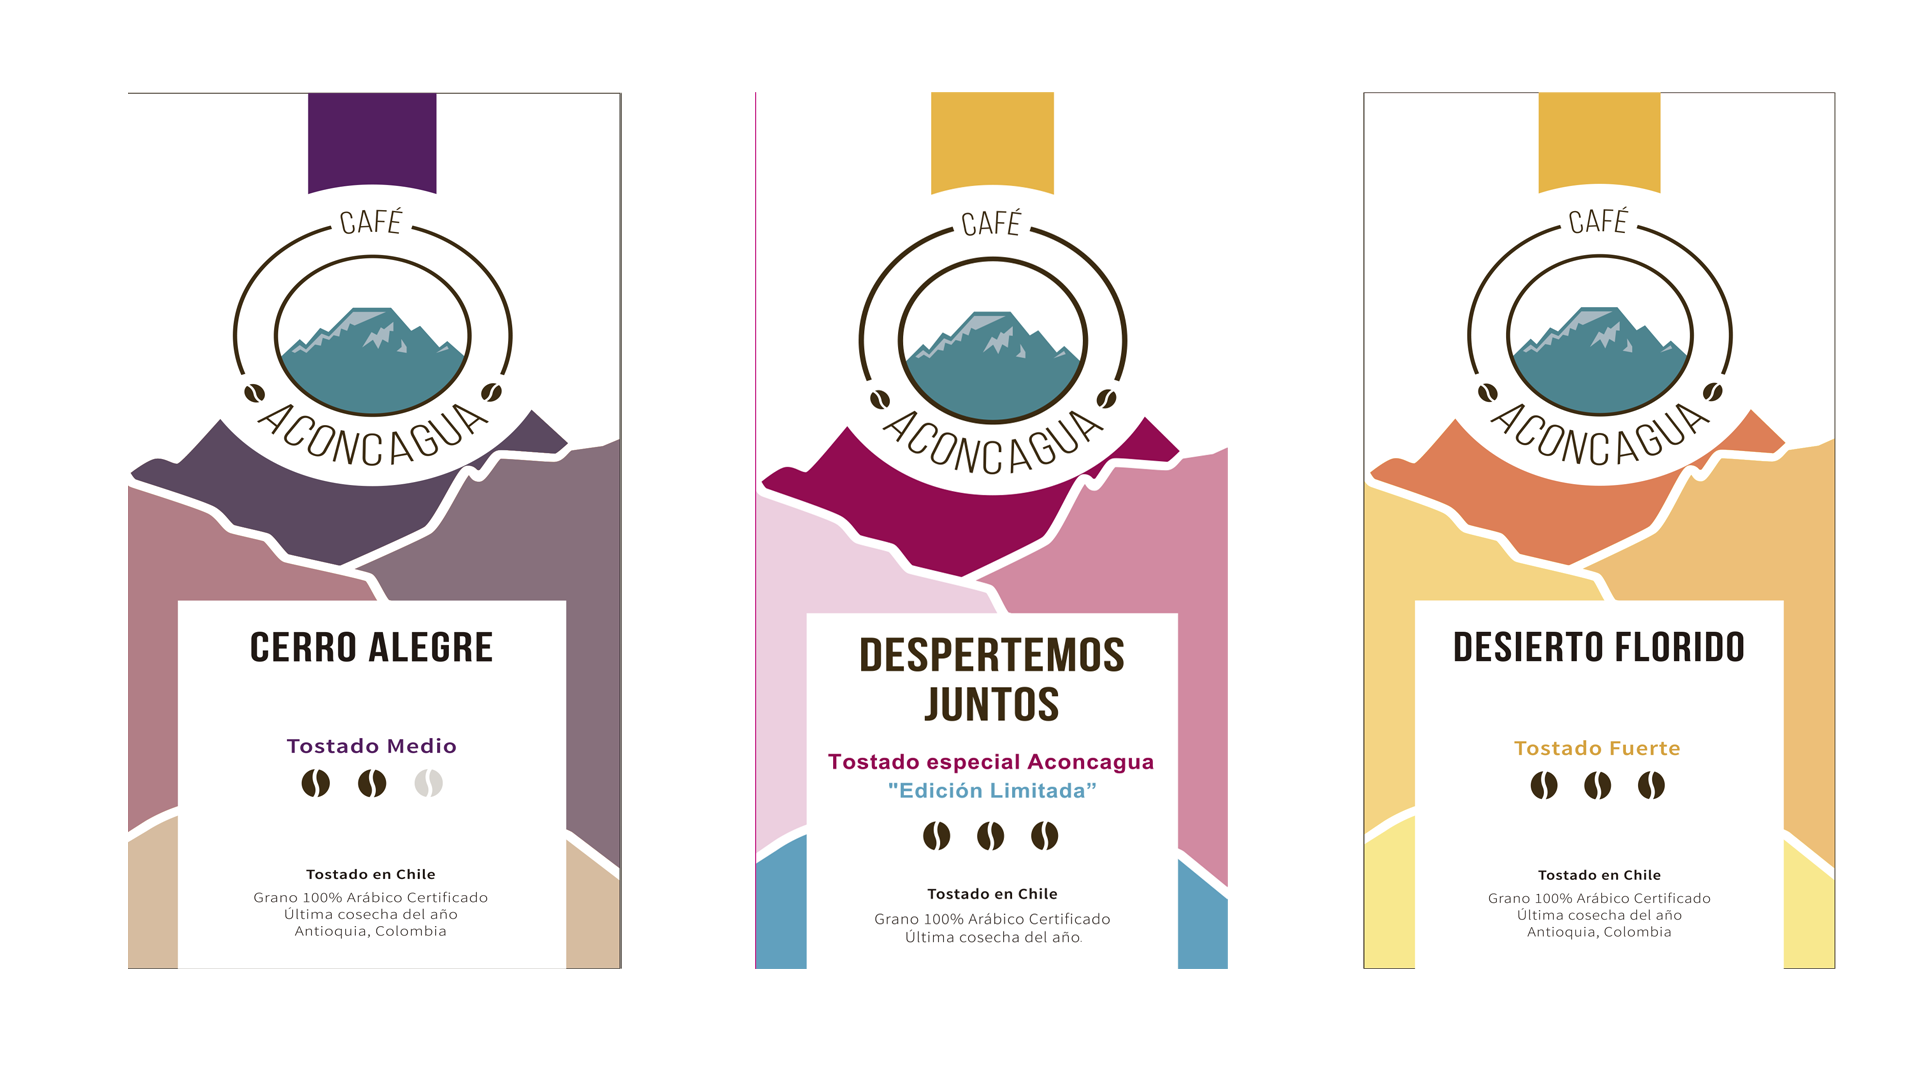 CAFÉ
ACONCAGUA
CERRO ALEGRE
Tostado Medio
Tostado en Chile
Grano 100% Arábico Certificado
Última cosecha del año
Antioquia, Colombia
CAFÉ
ACONCAGUA
DESPERTEMOS
JUNTOS
Tostado especial Aconcagua
"Edición Limitada”
Tostado en Chile
Grano 100% Arábico Certificado
Última cosecha del año.
CAFÉ
ACONCAGUA
DESIERTO FLORIDO
Tostado Fuerte
Tostado en Chile
Grano 100% Arábico Certificado
Última cosecha del año
Antioquia, Colombia